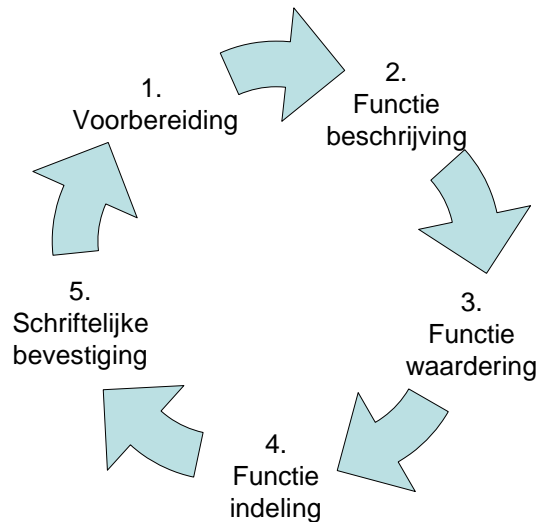 1.
Voorbereiding
2.
Functie
beschrijving
3.
Functie
waardering
4.
Functie
indeling
5.
Schriftelijke
bevestiging